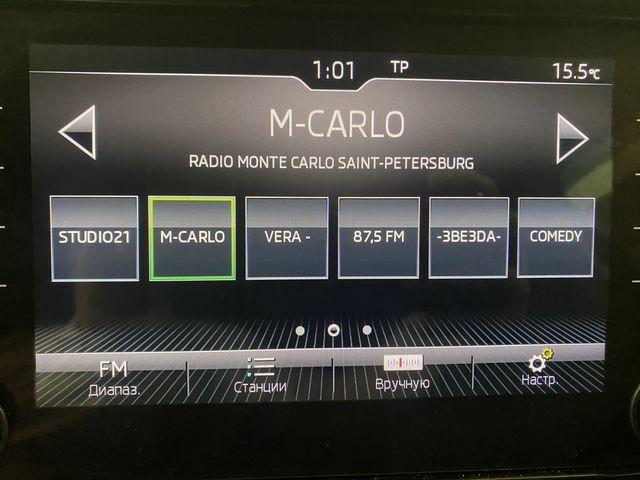 1:01 TP 15.5°C
M-CARLO
RADIO MONTE CARLO SAINT-PETERSBURG
STUDIO21 M-CARLO VERA - 87,5 FM -3BE3DA- COMEDY
FM
Диапаз. Станции Вручную Настр.